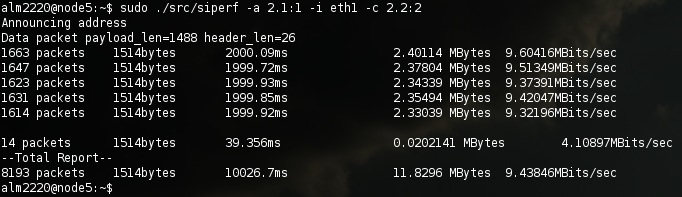 alm2220@node5:~$ sudo ./src/siperf -a 2.1:1 -i eth1 -c 2.2:2
Announcing address
Data packet payload_len=1488 header_len=26
1663 packets 1514bytes 2000.09ms 2.40114 MBytes 9.60416MBits/sec
1647 packets 1514bytes 1999.72ms 2.37804 MBytes 9.51349MBits/sec
1623 packets 1514bytes 1999.93ms 2.34339 MBytes 9.37391MBits/sec
1631 packets 1514bytes 1999.85ms 2.35494 MBytes 9.42047MBits/sec
1614 packets 1514bytes 1999.92ms 2.33039 MBytes 9.32196MBits/sec
14 packets 1514bytes 39.356ms 0.0202141 MBytes 4.10897MBits/sec
--Total Report--
8193 packets 1514bytes 10026.7ms 11.8296 MBytes 9.43846MBits/sec
alm2220@node5:~$